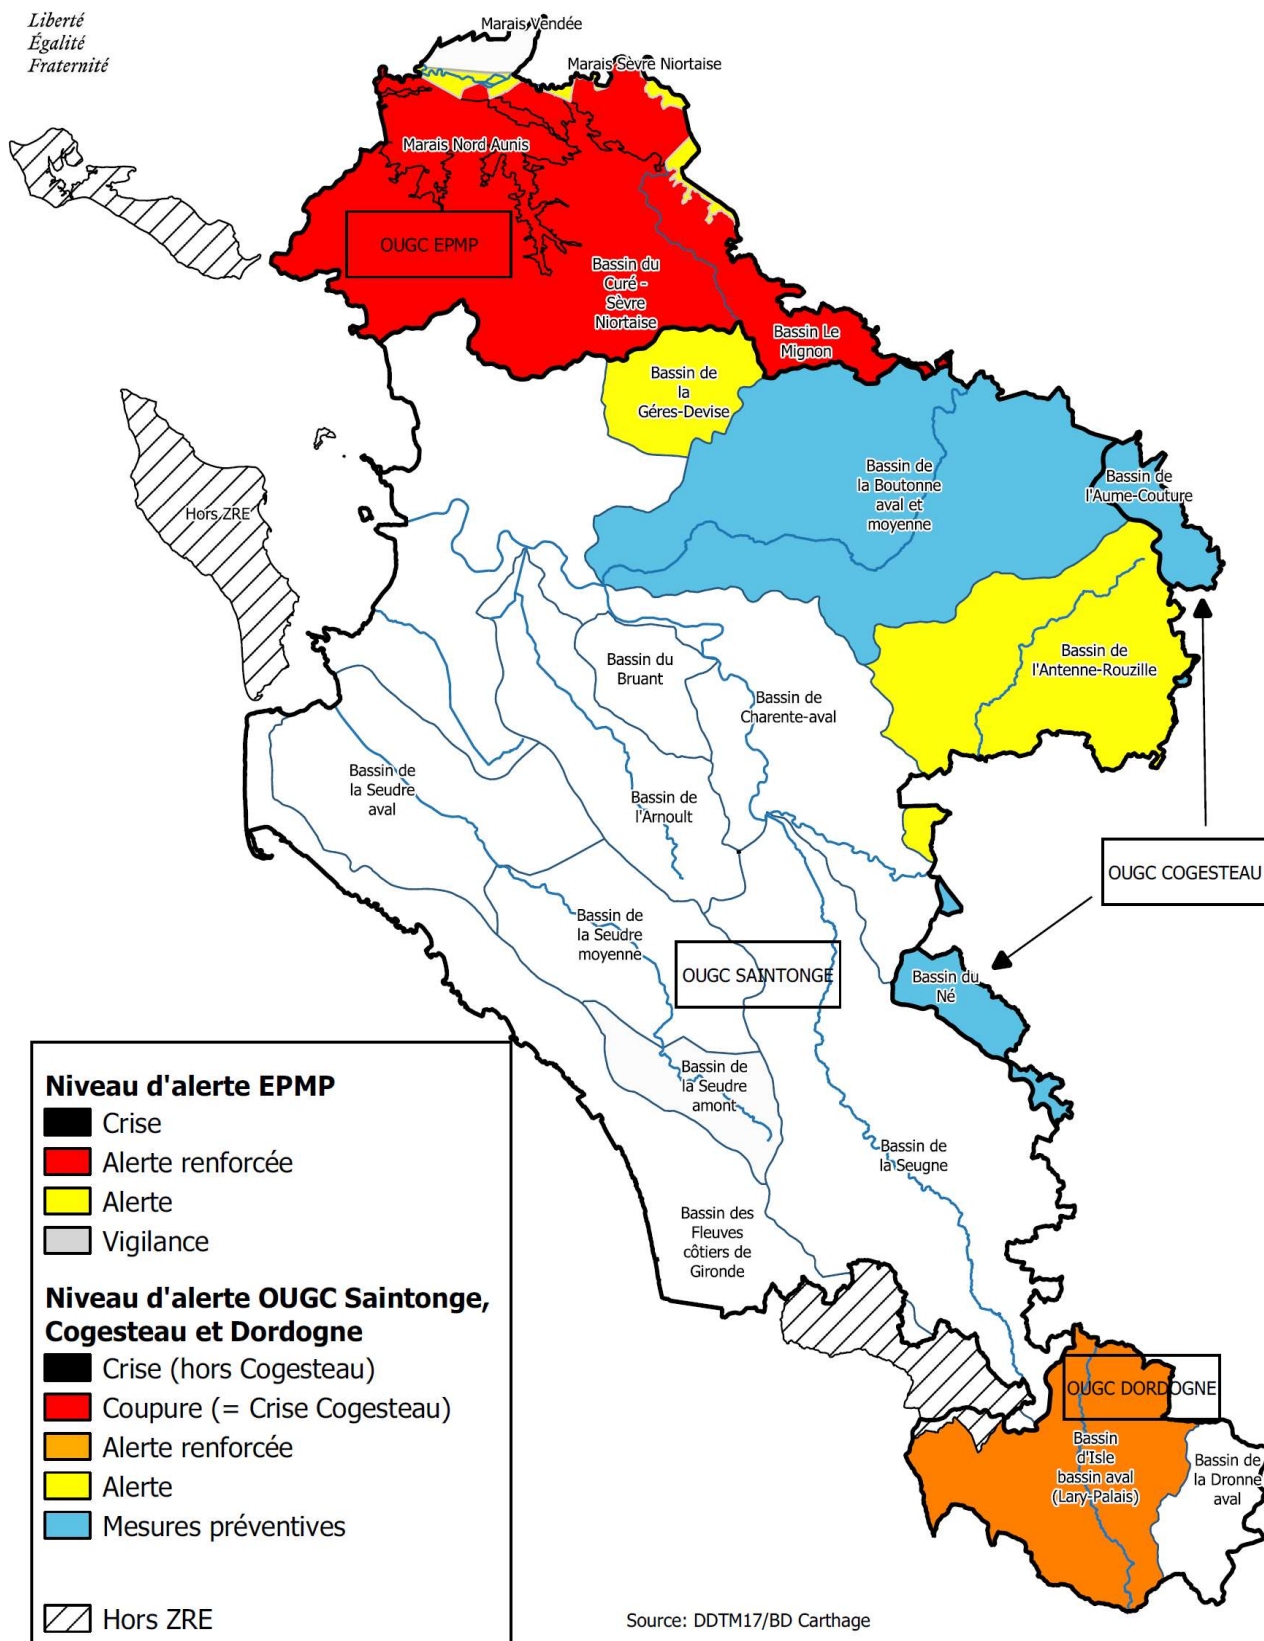 Liberté
Égalité
Fraternité
Marais Vendée
Marais Sèvre Niortaise
Marais Nord Aunis
OUGC EPMP
Bassin du
Curé -
Sèvre
Niortaise
Bassin Le
Mignon
Bassin de
la
Géres-Devise
Bassin de
la Boutonne
aval et
moyenne
Bassin de
l'Aume-Couture
Hors ZRE
Bassin de
l'Antenne-Rouzille
Bassin du
Bruant
Bassin de
Charente-aval
Bassin de
la Seudre
aval
Bassin de
l'Arnoult
OUGC COGESTEAU
Bassin de
la Seudre
moyenne
OUGC SAINTONGE
Bassin du
Né
Bassin de
la Seudre
amont
Bassin de
la Seugne
Bassin des
Fleuves
côtiers de
Gironde
OUGC DORDOGNE
Bassin
d'Isle
bassin aval
(Lary-Palais)
Bassin de
la Dronne
aval
Niveau d'alerte EPMP
Crise
Alerte renforcée
Alerte
Vigilance
Niveau d'alerte OUGC Saintonge,
Cogesteau et Dordogne
Crise (hors Cogesteau)
Coupure (= Crise Cogesteau)
Alerte renforcée
Alerte
Mesures préventives
Hors ZRE
Source: DDTM17/BD Carthage